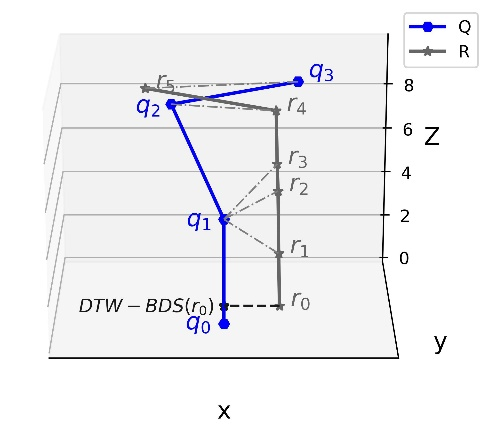 Q
R
r₅
q₃
8
q₂
r₄
6
Z
r₃
4
r₂
q₁
2
r₁
0
DTW − BDS(r₀)
r₀
q₀
y
x